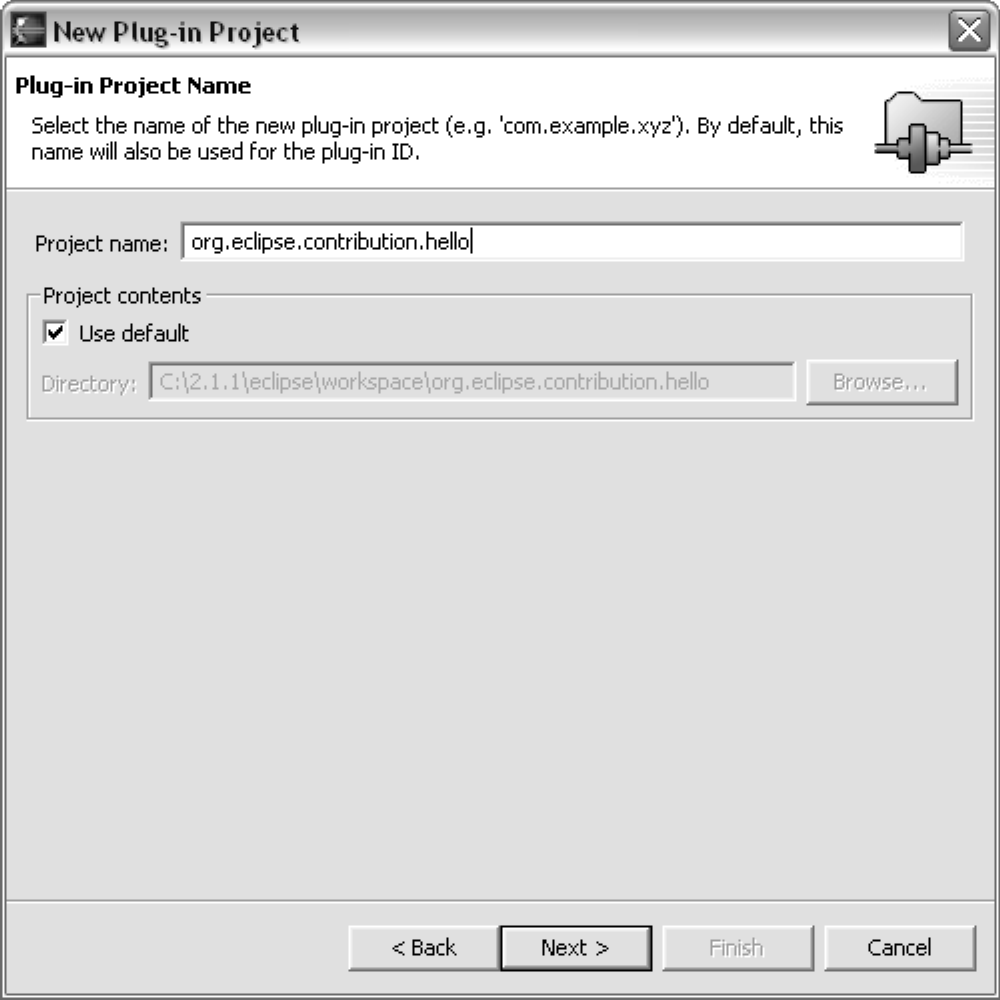 New Plug-in Project
Plug-in Project Name
Select the name of the new plug-in project (e.g. 'com.example.xyz'). By default, this
name will also be used for the plug-in ID.
Project name: org.eclipse.contribution.hello
Project contents
Use default
Directory: C:\2.1.1\eclipse\workspace\org.eclipse.contribution.hello Browse...
< Back Next > Finish Cancel